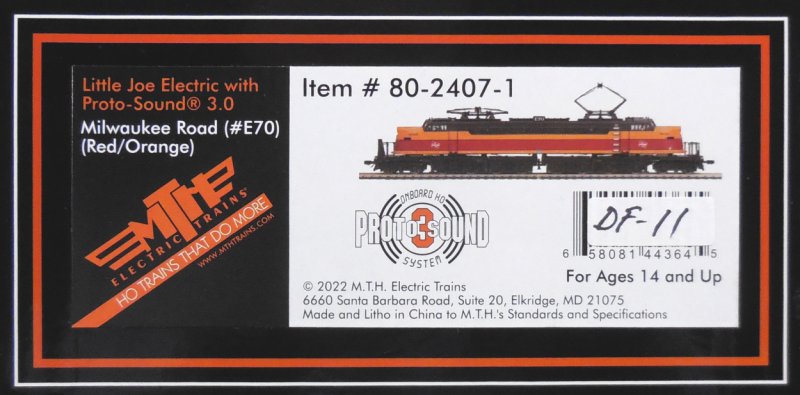 Little Joe Electric with
Proto-Sound® 3.0
Milwaukee Road (#E70)
(Red/Orange)
MTH
ELECTRIC TRAINS®
HO TRAINS THAT DO MORE
WWW.MTHTRAINS.COM
Item # 80-2407-1
E70
ONBOARD HO
PROTO 3 SOUND
SYSTEM
DF-11
6 58081 44364 5
For Ages 14 and Up
© 2022 M.T.H. Electric Trains
6660 Santa Barbara Road, Suite 20, Elkridge, MD 21075
Made and Litho in China to M.T.H.'s Standards and Specifications